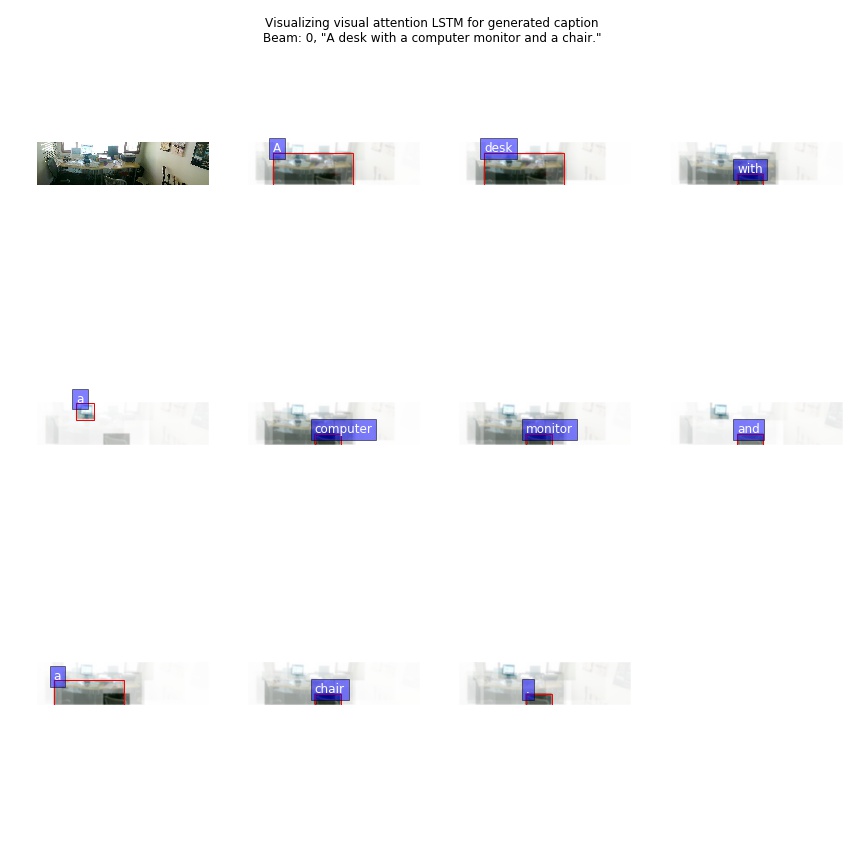 Visualizing visual attention LSTM for generated caption
Beam: 0, "A desk with a computer monitor and a chair."
A
desk
with
a
computer
monitor
and
a
chair
.